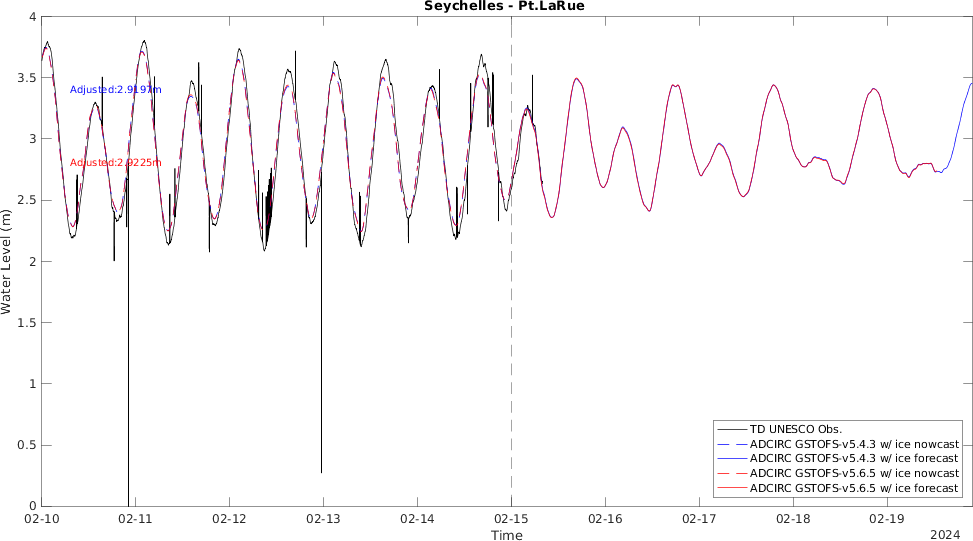 Seychelles - Pt.LaRue
Water Level (m)
4
3.5
3
2.5
2
1.5
1
0.5
0
Adjusted:2.9197m
Adjusted:2.9225m
TD UNESCO Obs.
ADCIRC GSTOFS-v5.4.3 w/ ice nowcast
ADCIRC GSTOFS-v5.4.3 w/ ice forecast
ADCIRC GSTOFS-v5.6.5 w/ ice nowcast
ADCIRC GSTOFS-v5.6.5 w/ ice forecast
02-10 02-11 02-12 02-13 02-14 02-15 02-16 02-17 02-18 02-19
Time
2024